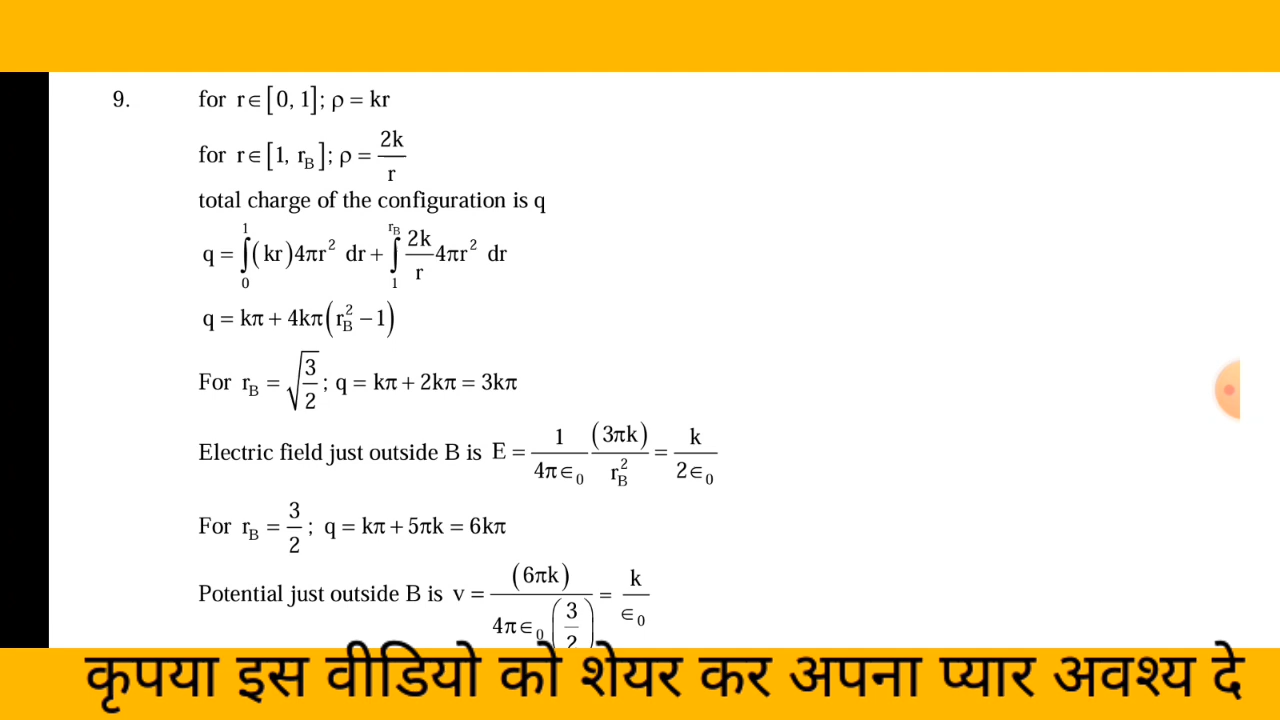 9. for r∈[0, 1]; ρ = kr
for r∈[1, r_B]; ρ = 2k/r
total charge of the configuration is q
q = ∫₀¹(kr)4πr² dr + ∫₁^{r_B} 2k/r 4πr² dr
q = kπ + 4kπ(r_B² − 1)
For r_B = √(3/2); q = kπ + 2kπ = 3kπ
Electric field just outside B is E = 1/(4π∈₀) (3πk)/r_B² = k/(2∈₀)
For r_B = 3/2; q = kπ + 5πk = 6kπ
Potential just outside B is v = (6πk)/(4π∈₀(3/2)) = k/∈₀
कृपया इस वीडियो को शेयर कर अपना प्यार अवश्य दे